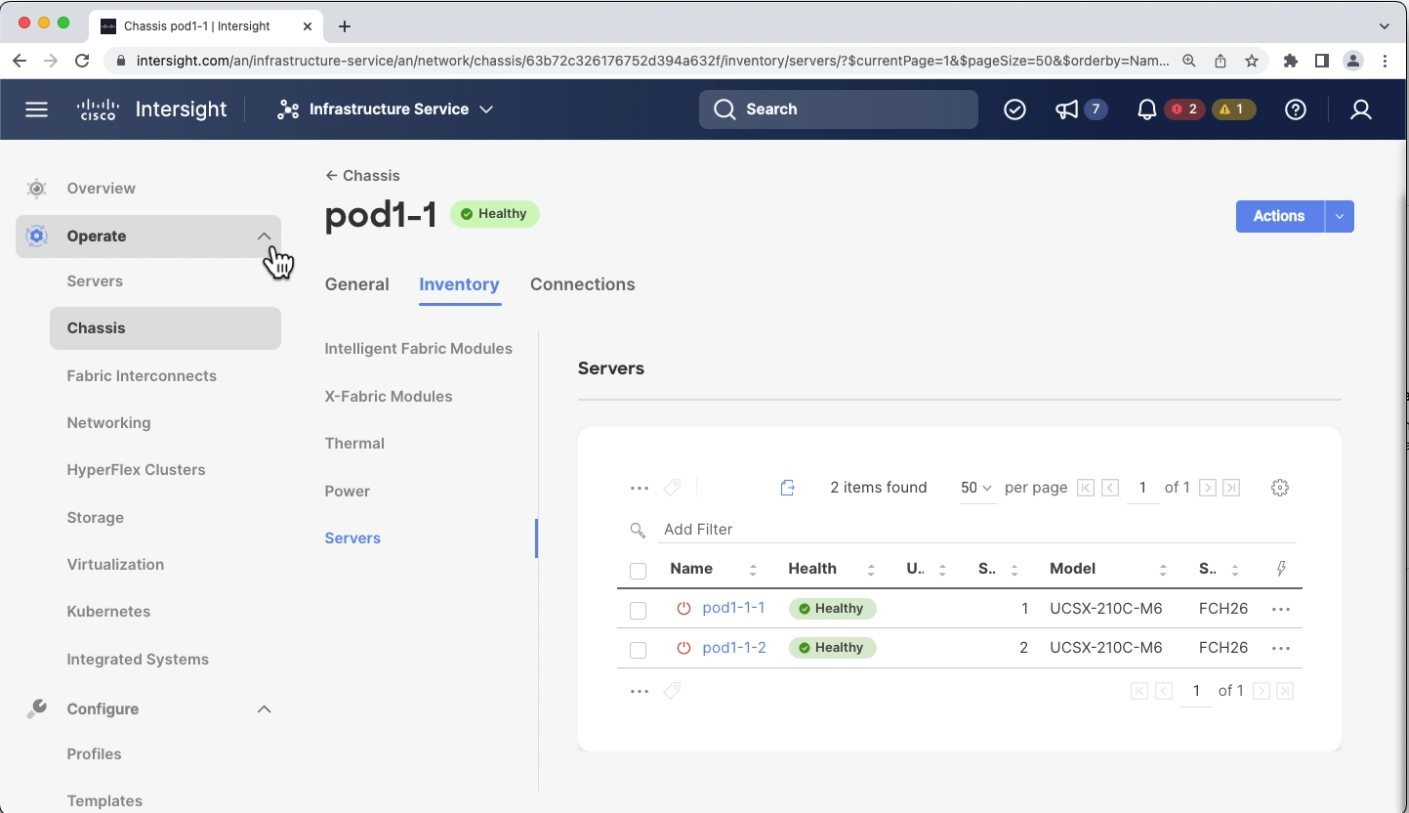 Chassis pod1-1 | Intersight
intersight.com/an/infrastructure-service/an/network/chassis/63b72c326176752d394a632f/inventory/servers/?$currentPage=1&$pageSize=50&$orderby=Nam...
cisco Intersight Infrastructure Service Search 7 2 1
Overview
Operate
Servers
Chassis
Fabric Interconnects
Networking
HyperFlex Clusters
Storage
Virtualization
Kubernetes
Integrated Systems
Configure
Profiles
Templates
← Chassis
pod1-1 Healthy
Actions
General Inventory Connections
Intelligent Fabric Modules
X-Fabric Modules
Thermal
Power
Servers
Servers
2 items found 50 per page 1 of 1
Add Filter
Name Health U.. S.. Model S..
pod1-1-1 Healthy 1 UCSX-210C-M6 FCH26
pod1-1-2 Healthy 2 UCSX-210C-M6 FCH26
1 of 1